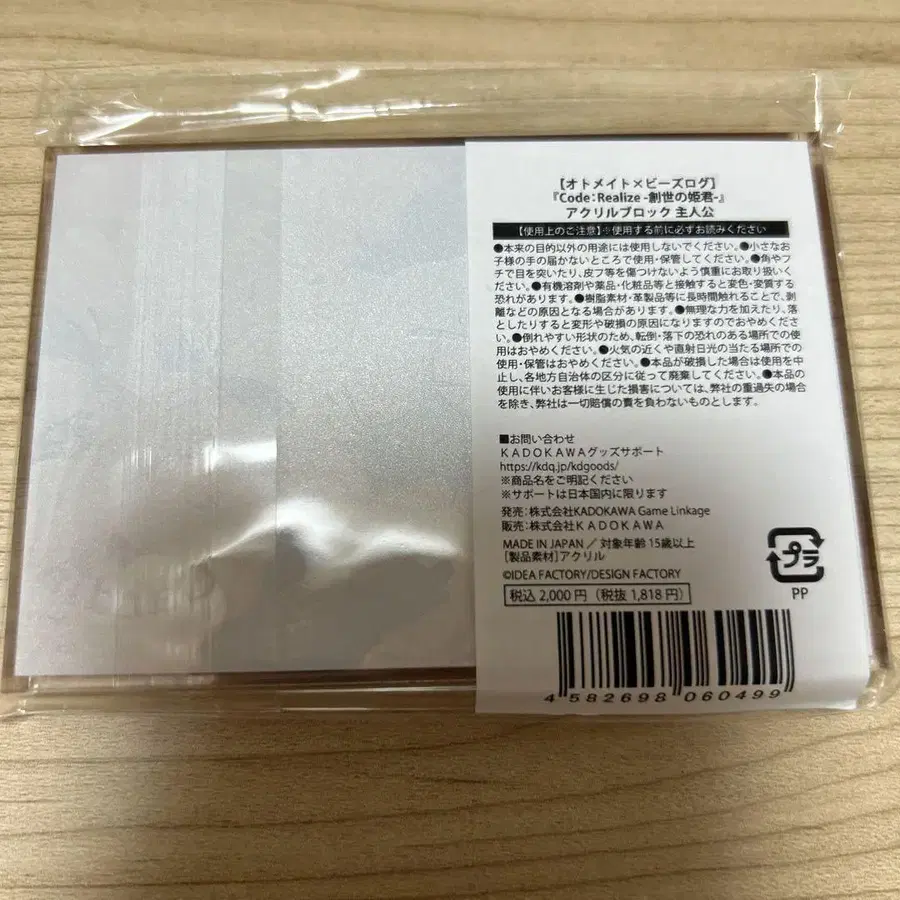 【オトメイト×ビーズログ】
『Code:Realize -創世の姫君-』
アクリルブロック 主人公
【使用上のご注意】※使用する前に必ずお読みください
●本来の目的以外の用途には使用しないでください。●小さなお
子様の手の届かないところで使用・保管してください。●角やフ
チで目を突いたり、皮フ等を傷つけないよう慎重にお取り扱いく
ださい。●有機溶剤や薬品・化粧品等と接触すると変色・変質する
恐れがあります。●樹脂素材・革製品等に長時間触れることで、剥
離などの原因となる場合があります。●無理な力を加えたり、落
としたりすると変形や破損の原因になりますのでおやめくださ
い。●倒れやすい形状のため、転倒・落下の恐れのある場所での使
用はおやめください。●火気の近くや直射日光の当たる場所での
使用・保管はおやめください。●本品が破損した場合は使用を中
止し、各地方自治体の区分に従って廃棄してください。●本品の
使用に伴いお客様に生じた損害については、弊社の重過失の場合
を除き、弊社は一切賠償の責を負わないものとします。
■お問い合わせ
KADOKAWAグッズサポート
https://kdq.jp/kdgoods/
※商品名をご明記ください
※サポートは日本国内に限ります
発売：株式会社KADOKAWA Game Linkage
販売：株式会社KADOKAWA
MADE IN JAPAN ／ 対象年齢 15歳以上
[製品素材]アクリル
©IDEA FACTORY/DESIGN FACTORY
税込 2,000 円（税抜 1,818 円）
プラ
PP
4 582698 060499